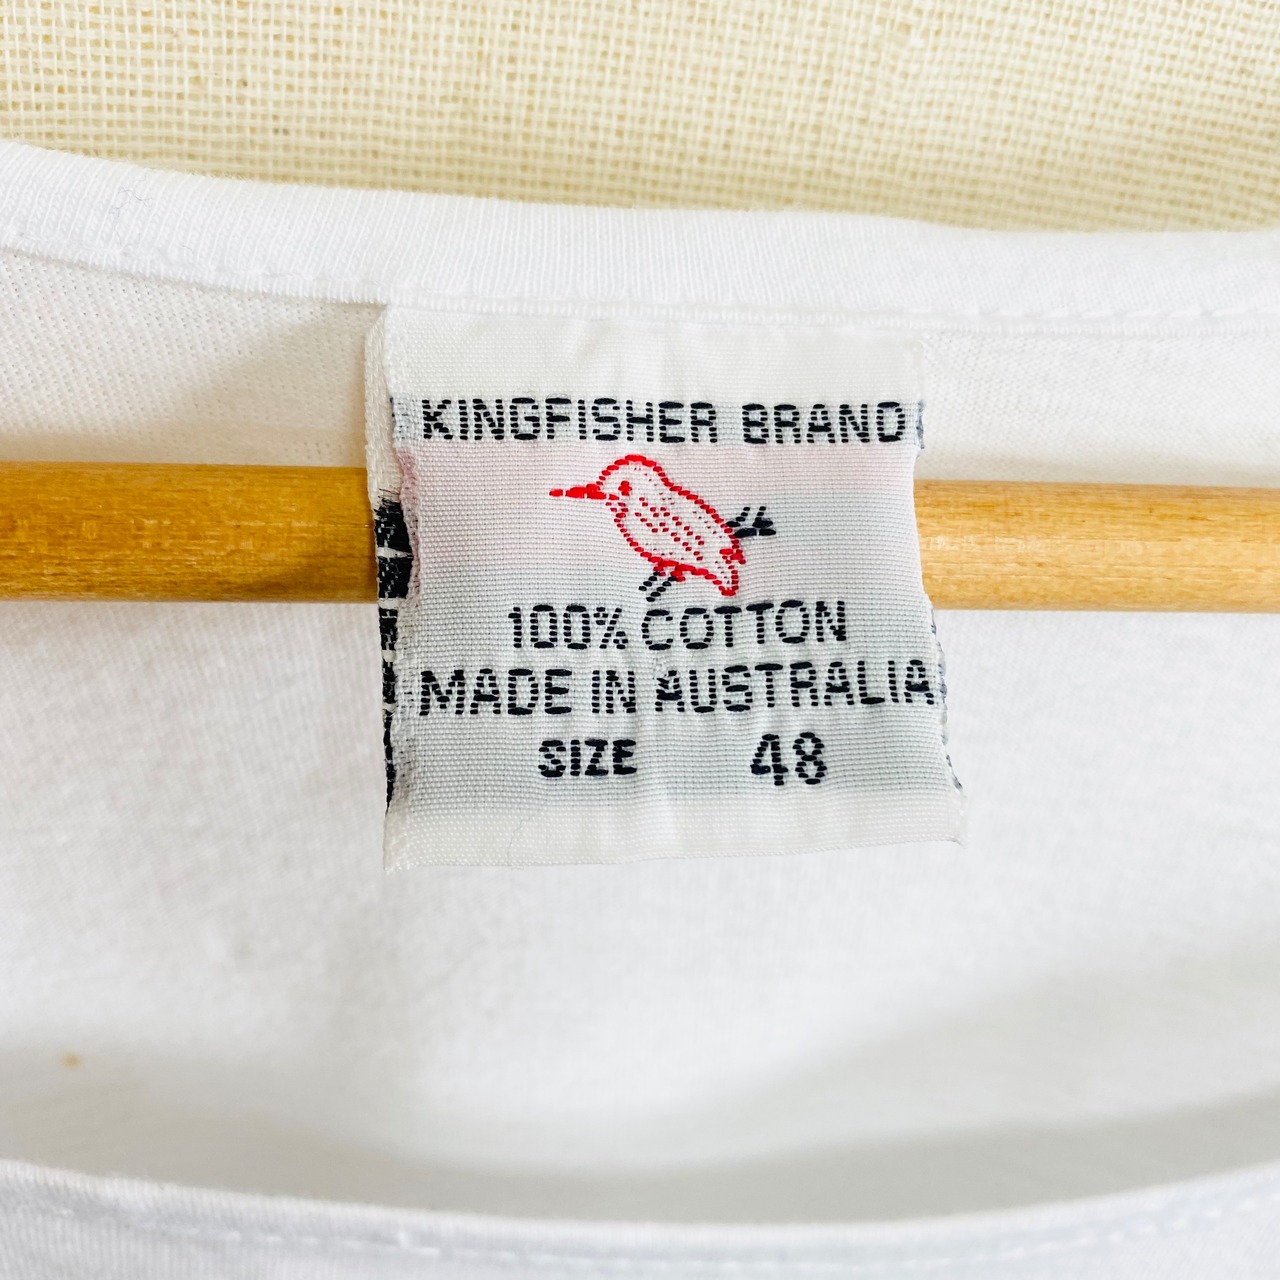 KINGFISHER BRAND
100% COTTON
MADE IN AUSTRALIA
SIZE 48